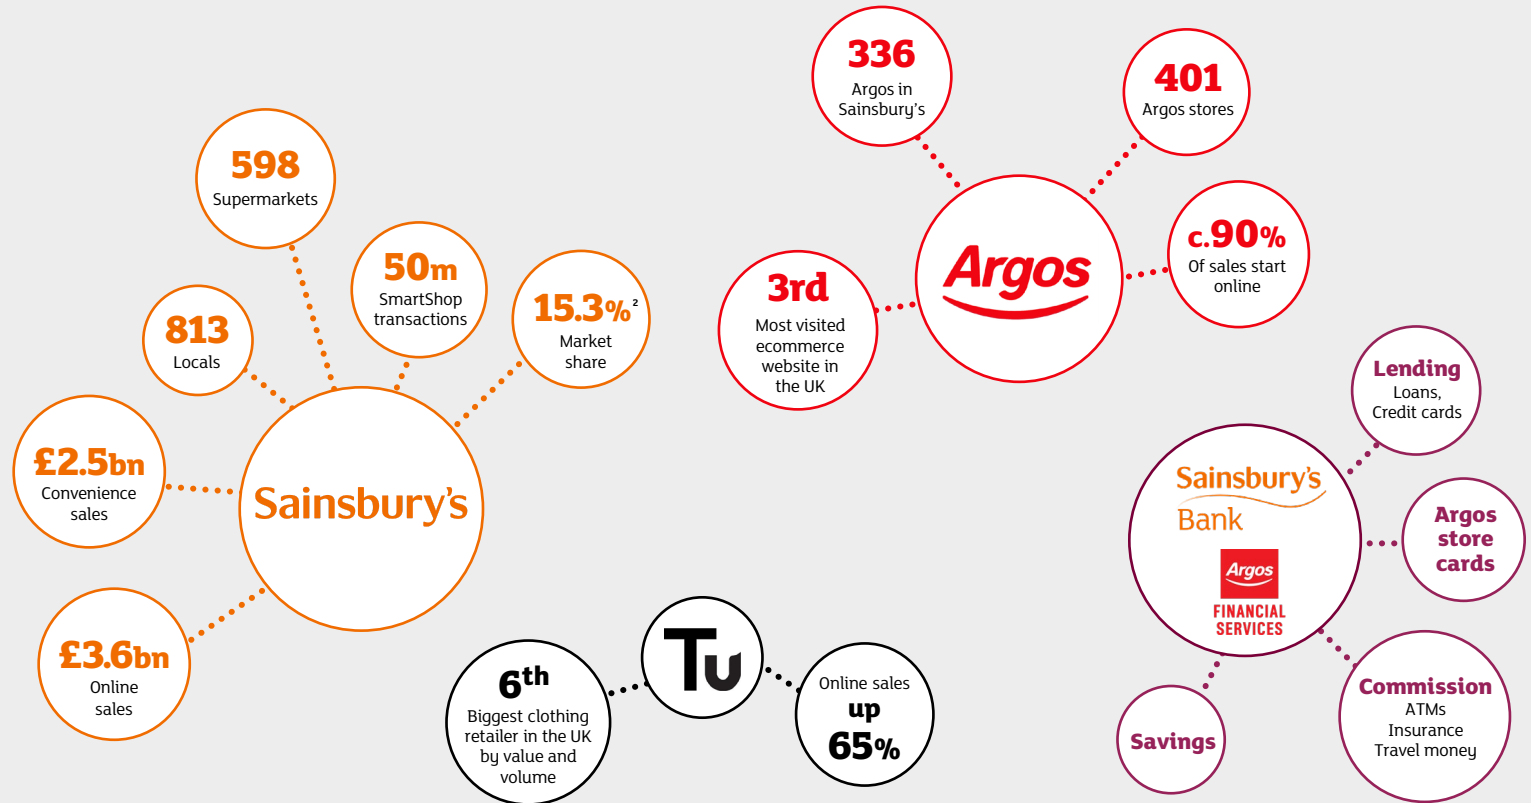 598
Supermarkets
50m
SmartShop
transactions
15.3%²
Market
share
813
Locals
£2.5bn
Convenience
sales
£3.6bn
Online
sales
Sainsbury's
336
Argos in
Sainsbury's
401
Argos stores
c.90%
Of sales start
online
3rd
Most visited
ecommerce
website in
the UK
Argos
6th
Biggest clothing
retailer in the UK
by value and
volume
Tu
Online sales
up
65%
Lending
Loans,
Credit cards
Argos
store
cards
Commission
ATMs
Insurance
Travel money
Savings
Sainsbury's
Bank
Argos
FINANCIAL
SERVICES